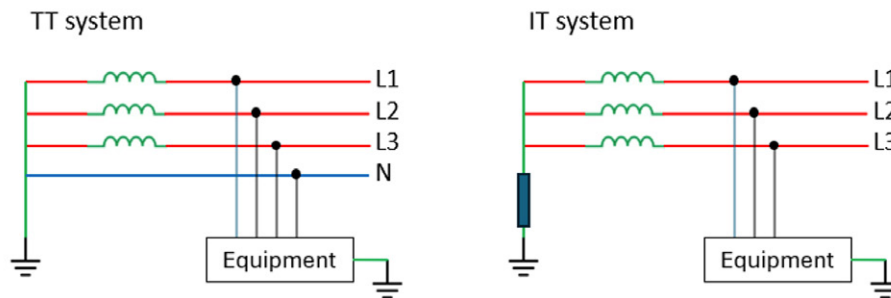 TT system
L1
L2
L3
N
Equipment
IT system
L1
L2
L3
Equipment